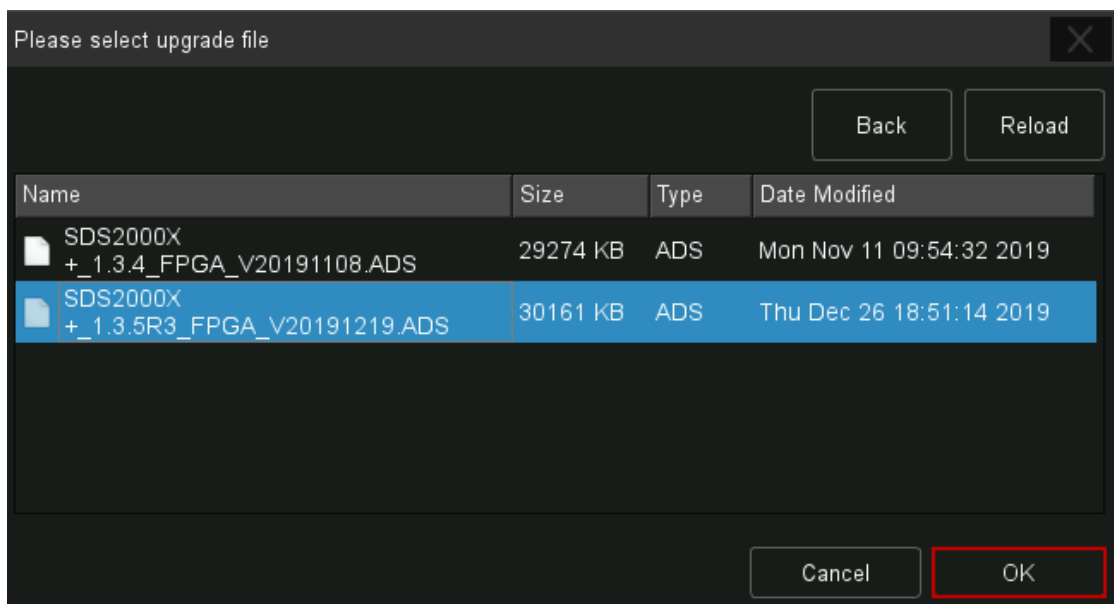 Please select upgrade file
Back Reload
Name Size Type Date Modified
SDS2000X
+_1.3.4_FPGA_V20191108.ADS 29274 KB ADS Mon Nov 11 09:54:32 2019
SDS2000X
+_1.3.5R3_FPGA_V20191219.ADS 30161 KB ADS Thu Dec 26 18:51:14 2019
Cancel OK